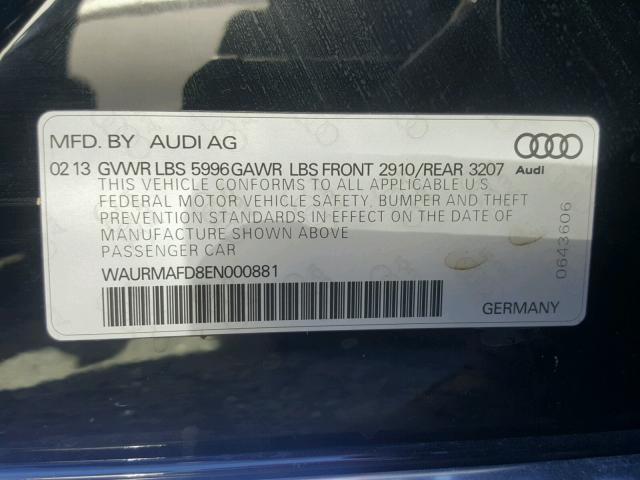 MFD. BY AUDI AG
02 13 GVWR LBS 5996 GAWR LBS FRONT 2910/REAR 3207
Audi
THIS VEHICLE CONFORMS TO ALL APPLICABLE U.S.
FEDERAL MOTOR VEHICLE SAFETY. BUMPER AND THEFT
PREVENTION STANDARDS IN EFFECT ON THE DATE OF
MANUFACTURE SHOWN ABOVE
PASSENGER CAR
0643606
WAURMAFD8EN000881
GERMANY